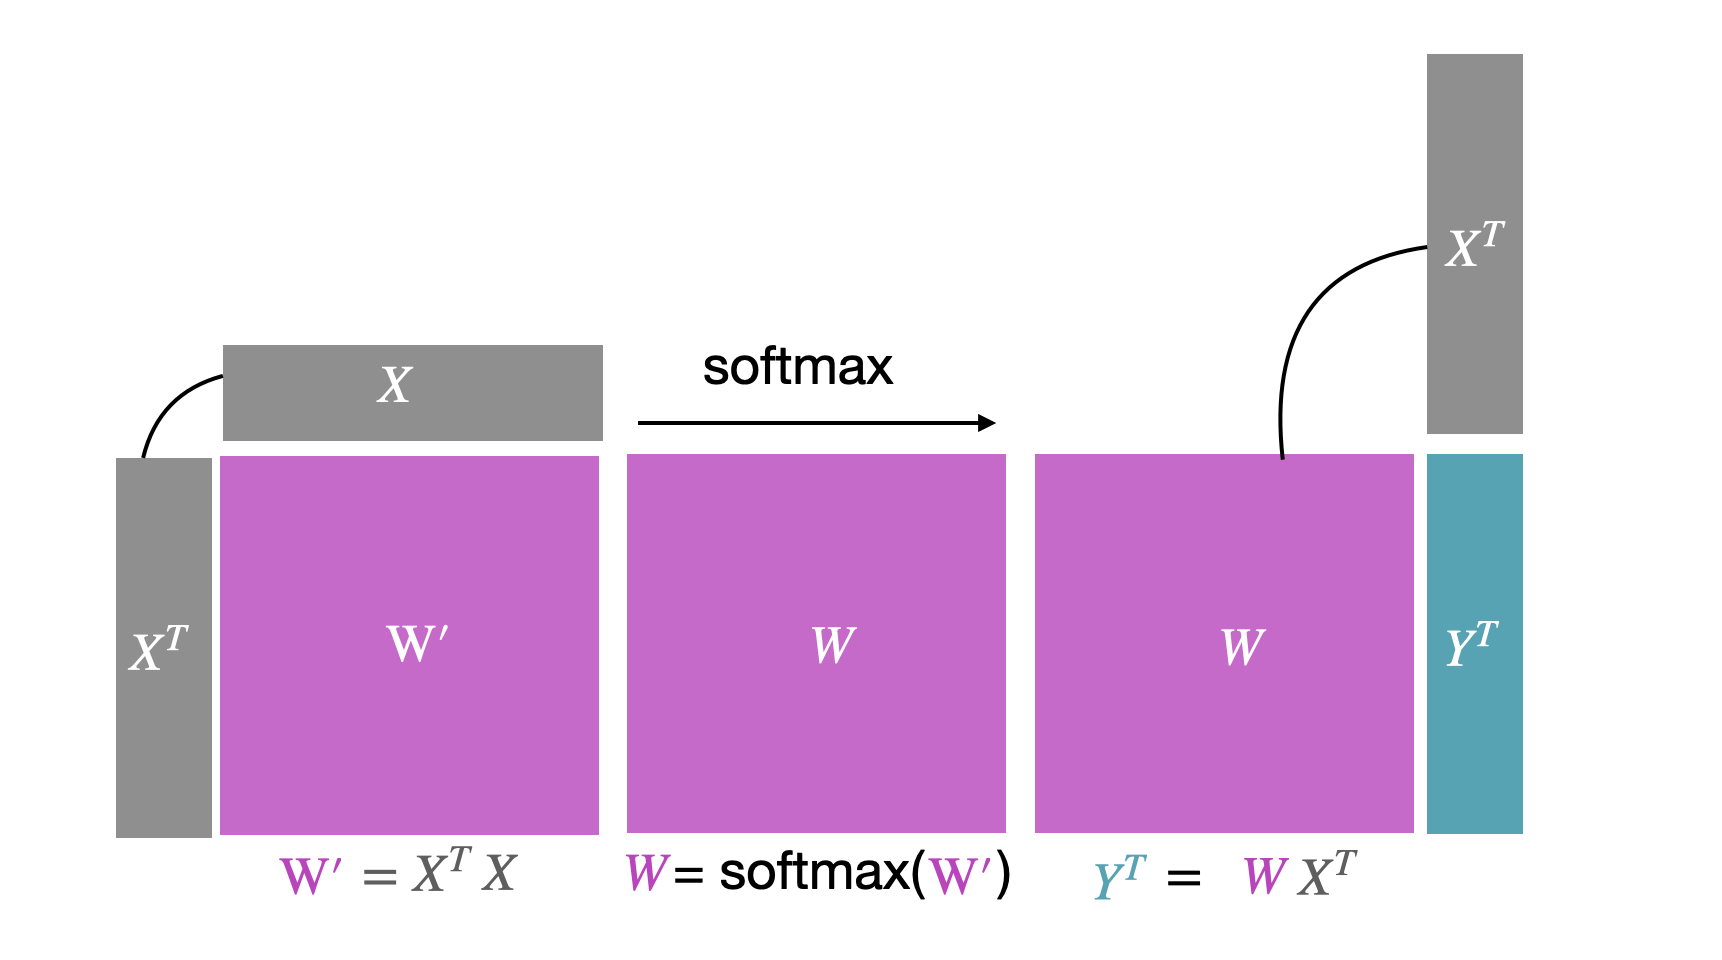 X^T
X
softmax
X^T
W′
W
W
X^T
Y^T
W′ = X^T X
W = softmax(W′)
Y^T = W X^T